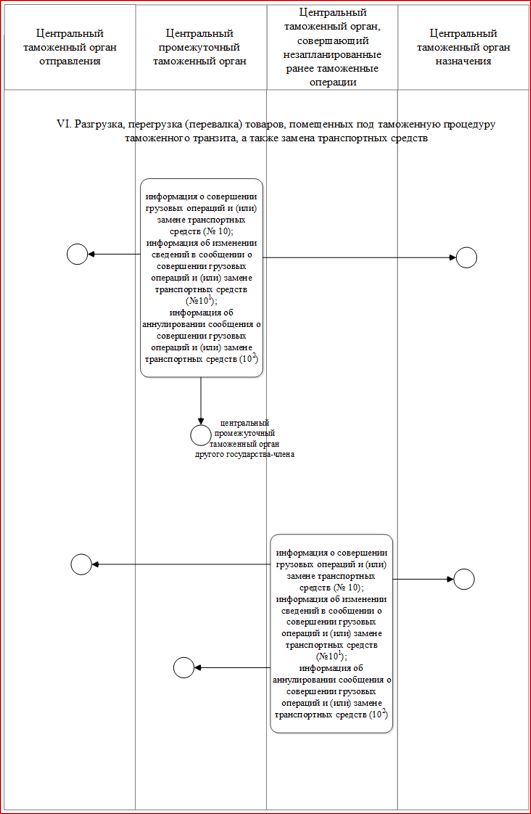 Центральный
таможенный орган
отправления
Центральный
промежуточный
таможенный орган
Центральный
таможенный орган,
совершающий
незапланированные
ранее таможенные
операции
Центральный
таможенный орган
назначения
VI. Разгрузка, перегрузка (перевалка) товаров, помещенных под таможенную процедуру
таможенного транзита, а также замена транспортных средств
информация о совершении
грузовых операций и (или)
замене транспортных
средств (№ 10);
информация об изменении
сведений в сообщении о
совершении грузовых
операций и (или) замене
транспортных средств
(№10¹);
информация об
аннулировании сообщения о
совершении грузовых
операций и (или) замене
транспортных средств (10²)
центральный
промежуточный
таможенный орган
другого государства-члена
информация о совершении
грузовых операций и (или)
замене транспортных
средств (№ 10);
информация об изменении
сведений в сообщении о
совершении грузовых
операций и (или) замене
транспортных средств
(№10¹);
информация об
аннулировании сообщения о
совершении грузовых
операций и (или) замене
транспортных средств (10²)